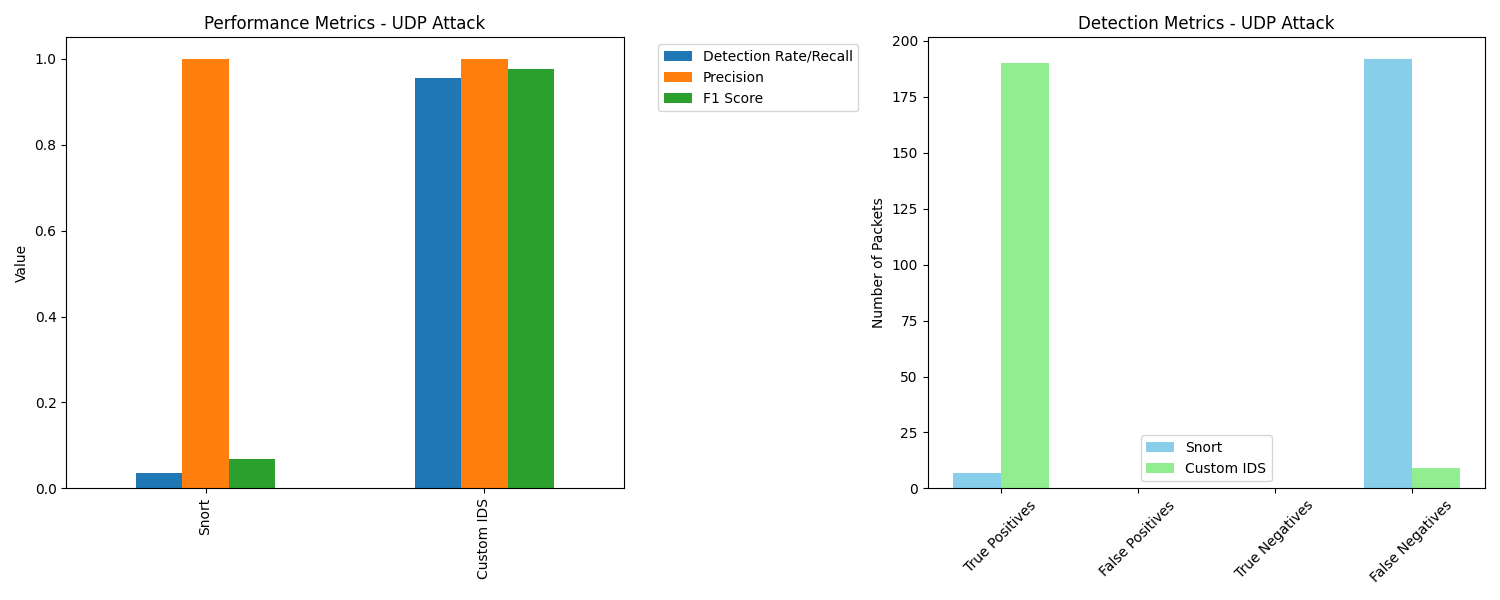 Performance Metrics - UDP Attack
Value
1.0
0.8
0.6
0.4
0.2
0.0
Snort
Custom IDS
Detection Rate/Recall
Precision
F1 Score
Detection Metrics - UDP Attack
Number of Packets
200
175
150
125
100
75
50
25
0
True Positives
False Positives
True Negatives
False Negatives
Snort
Custom IDS